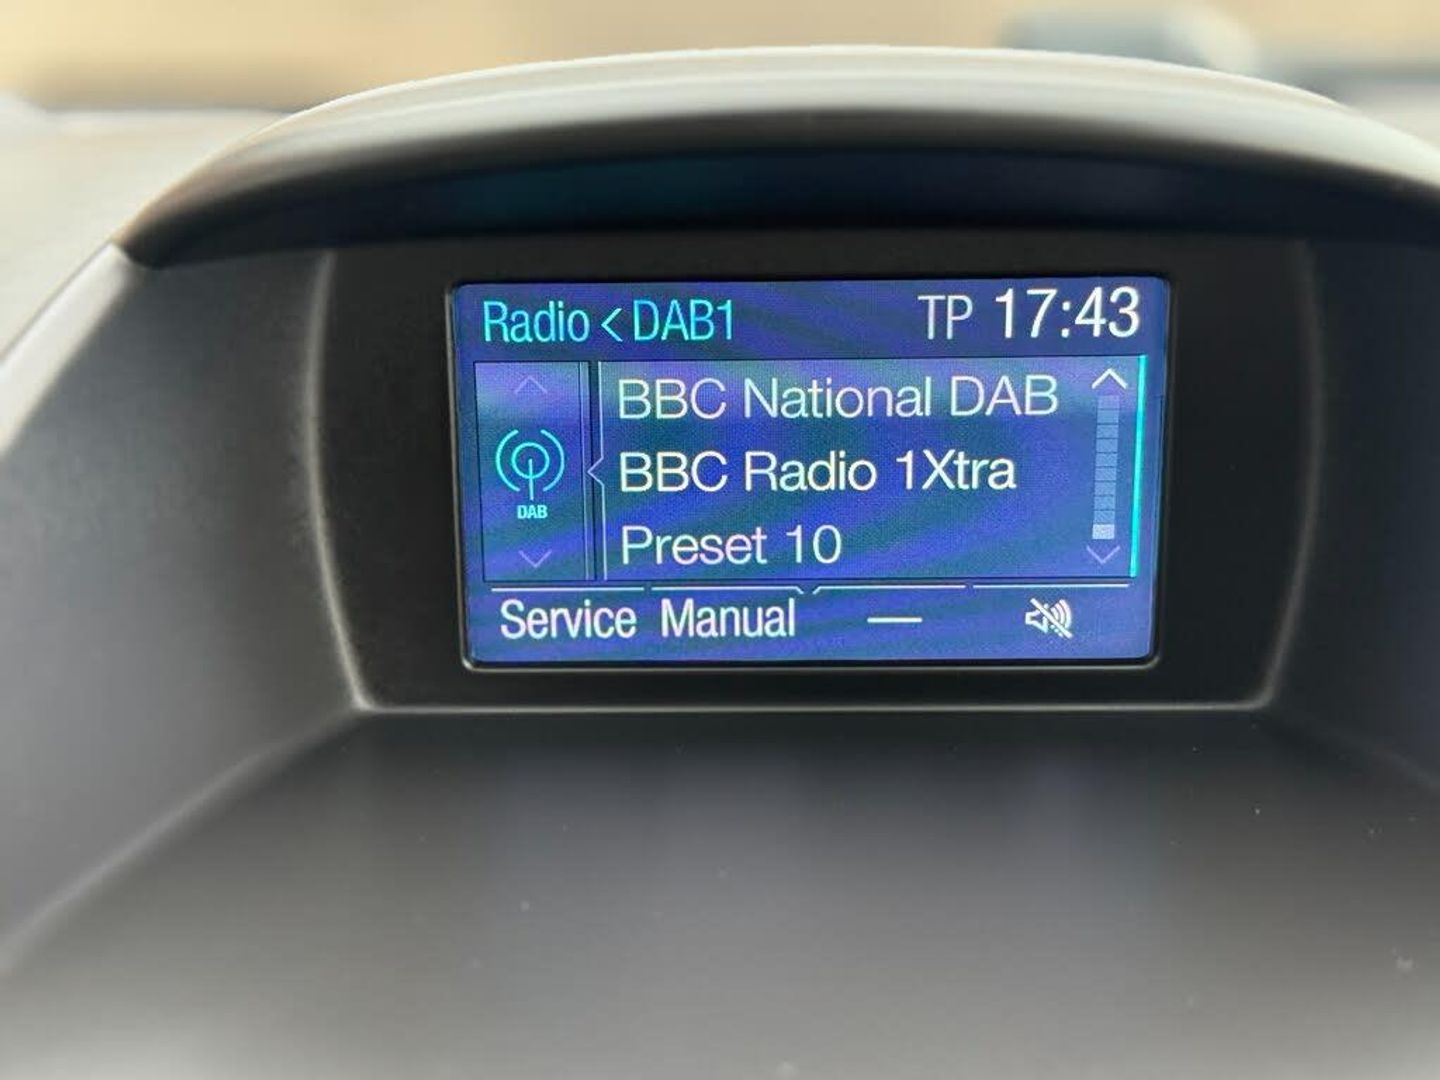 Radio < DAB1 TP 17:43
BBC National DAB
BBC Radio 1Xtra
DAB
Preset 10
Service Manual —